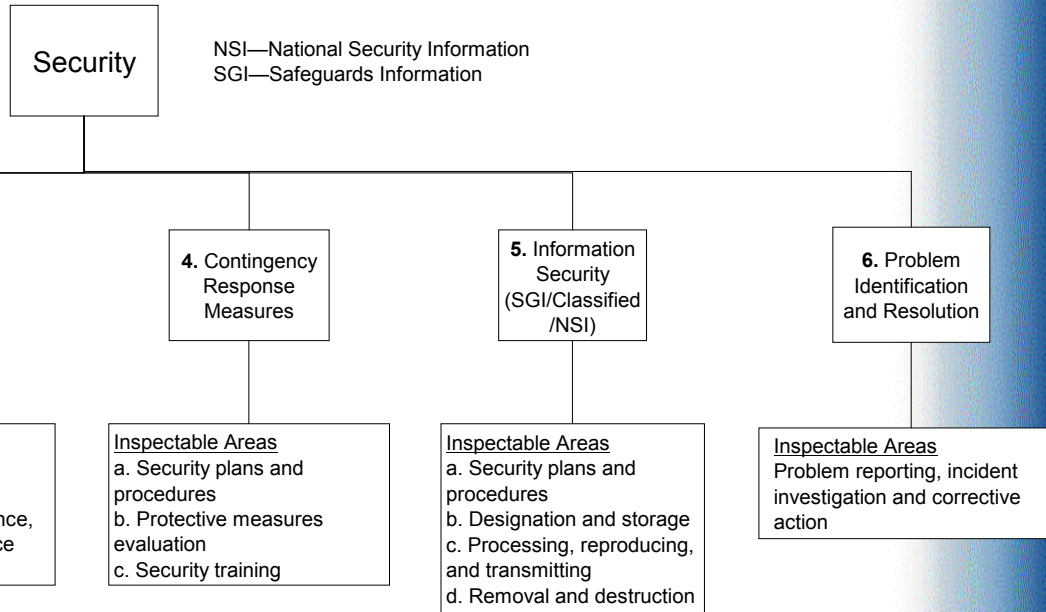 Security
NSI—National Security Information
SGI—Safeguards Information
4. Contingency
Response
Measures
5. Information
Security
(SGI/Classified
/NSI)
6. Problem
Identification
and Resolution
Inspectable Areas
a. Security plans and
procedures
b. Protective measures
evaluation
c. Security training
Inspectable Areas
a. Security plans and
procedures
b. Designation and storage
c. Processing, reproducing,
and transmitting
d. Removal and destruction
Inspectable Areas
Problem reporting, incident
investigation and corrective
action